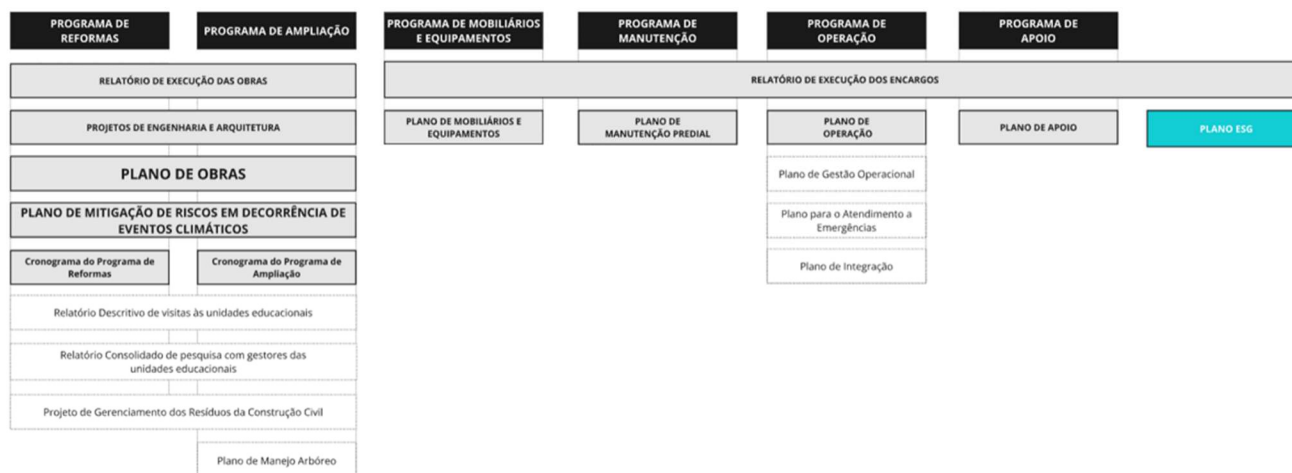 PROGRAMA DE
REFORMAS
PROGRAMA DE AMPLIAÇÃO
PROGRAMA DE MOBILIÁRIOS
E EQUIPAMENTOS
PROGRAMA DE
MANUTENÇÃO
PROGRAMA DE
OPERAÇÃO
PROGRAMA DE
APOIO
RELATÓRIO DE EXECUÇÃO DAS OBRAS
RELATÓRIO DE EXECUÇÃO DOS ENCARGOS
PROJETOS DE ENGENHARIA E ARQUITETURA
PLANO DE MOBILIÁRIOS E
EQUIPAMENTOS
PLANO DE
MANUTENÇÃO PREDIAL
PLANO DE
OPERAÇÃO
PLANO DE APOIO
PLANO ESG
PLANO DE OBRAS
Plano de Gestão Operacional
PLANO DE MITIGAÇÃO DE RISCOS EM DECORRÊNCIA DE
EVENTOS CLIMÁTICOS
Plano para o Atendimento a
Emergências
Cronograma do Programa de
Reformas
Cronograma do Programa de
Ampliação
Plano de Integração
Relatório Descritivo de visitas às unidades educacionais
Relatório Consolidado de pesquisa com gestores das
unidades educacionais
Projeto de Gerenciamento dos Resíduos da Construção Civil
Plano de Manejo Arbóreo